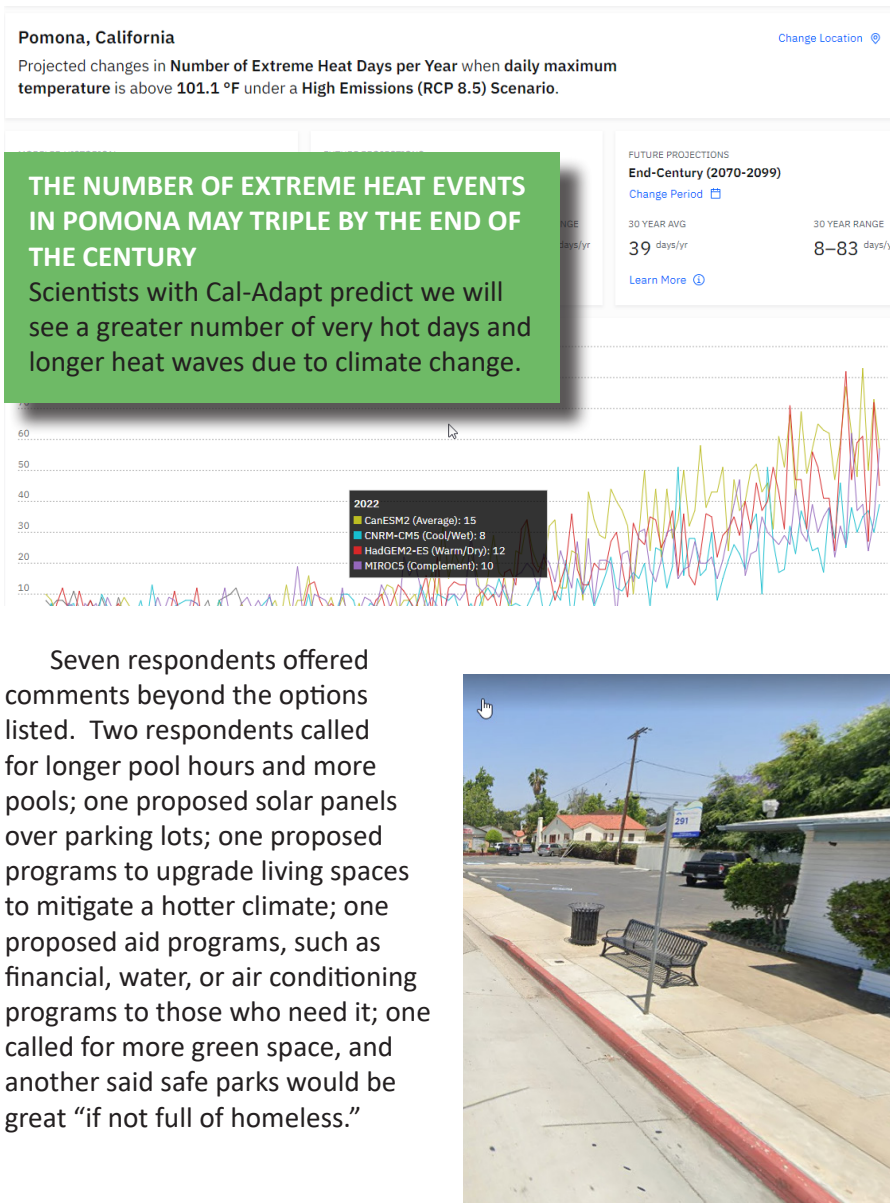 Pomona, California
Change Location
Projected changes in Number of Extreme Heat Days per Year when daily maximum
temperature is above 101.1 °F under a High Emissions (RCP 8.5) Scenario.
THE NUMBER OF EXTREME HEAT EVENTS
IN POMONA MAY TRIPLE BY THE END OF
THE CENTURY
Scientists with Cal-Adapt predict we will
see a greater number of very hot days and
longer heat waves due to climate change.
days/yr
FUTURE PROJECTIONS
End-Century (2070-2099)
Change Period
30 YEAR AVG
30 YEAR RANGE
39 days/yr
8–83 days/y
Learn More
60
50
40
30
20
10
2022
CanESM2 (Average): 15
CNRM-CM5 (Cool/Wet): 8
HadGEM2-ES (Warm/Dry): 12
MIROC5 (Complement): 10
Seven respondents offered
comments beyond the options
listed. Two respondents called
for longer pool hours and more
pools; one proposed solar panels
over parking lots; one proposed
programs to upgrade living spaces
to mitigate a hotter climate; one
proposed aid programs, such as
financial, water, or air conditioning
programs to those who need it; one
called for more green space, and
another said safe parks would be
great “if not full of homeless.”
291